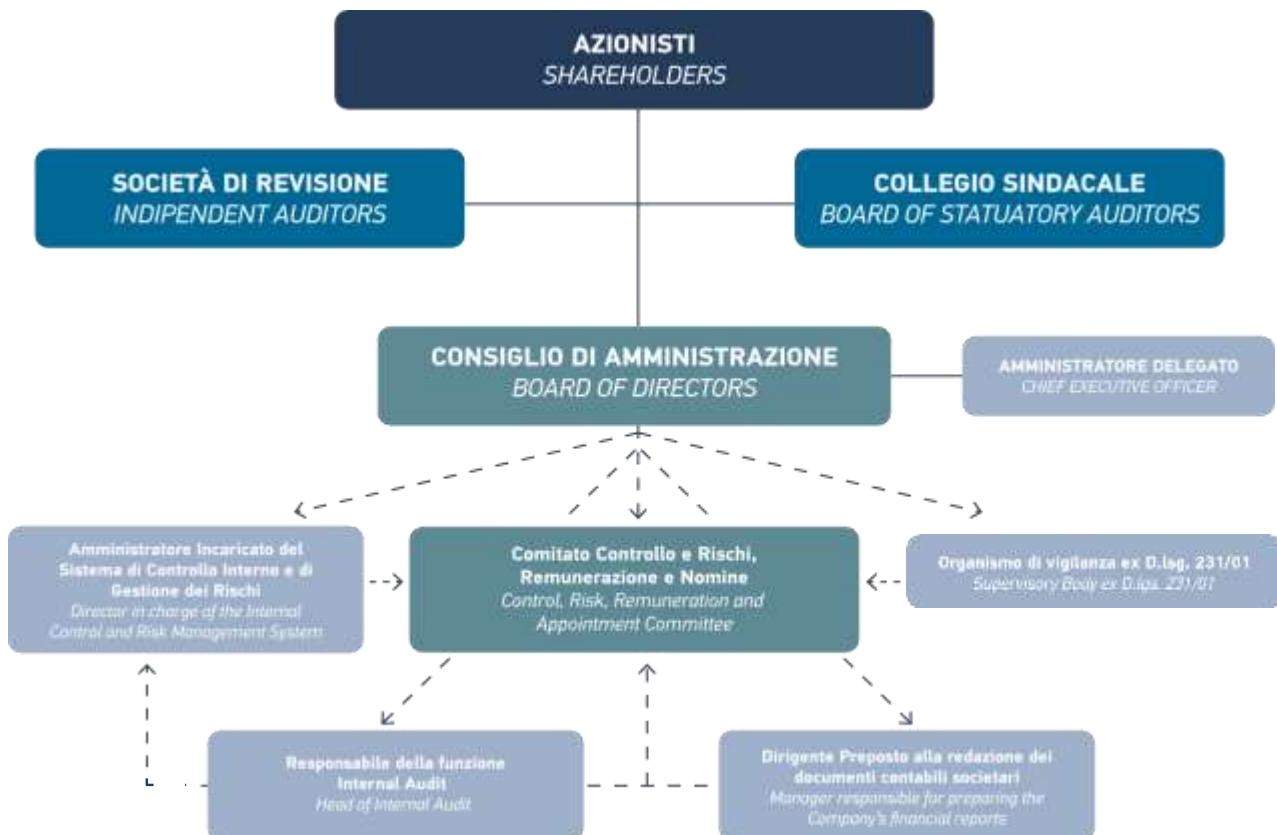 AZIONISTI
SHAREHOLDERS
SOCIETÀ DI REVISIONE
INDIPENDENT AUDITORS
COLLEGIO SINDACALE
BOARD OF STATUATORY AUDITORS
CONSIGLIO DI AMMINISTRAZIONE
BOARD OF DIRECTORS
AMMINISTRATORE DELEGATO
CHIEF EXECUTIVE OFFICER
Amministratore Incaricato del
Sistema di Controllo Interno e di
Gestione dei Rischi
Director in charge of the Internal
Control and Risk Management System
Comitato Controllo e Rischi,
Remunerazione e Nomine
Control, Risk, Remuneration and
Appointment Committee
Organismo di vigilanza ex D.lsg. 231/01
Supervisory Body ex D.lgs. 231/01
Responsabile della funzione
Internal Audit
Head of Internal Audit
Dirigente Preposto alla redazione dei
documenti contabili societari
Manager responsible for preparing the
Company's financial reports